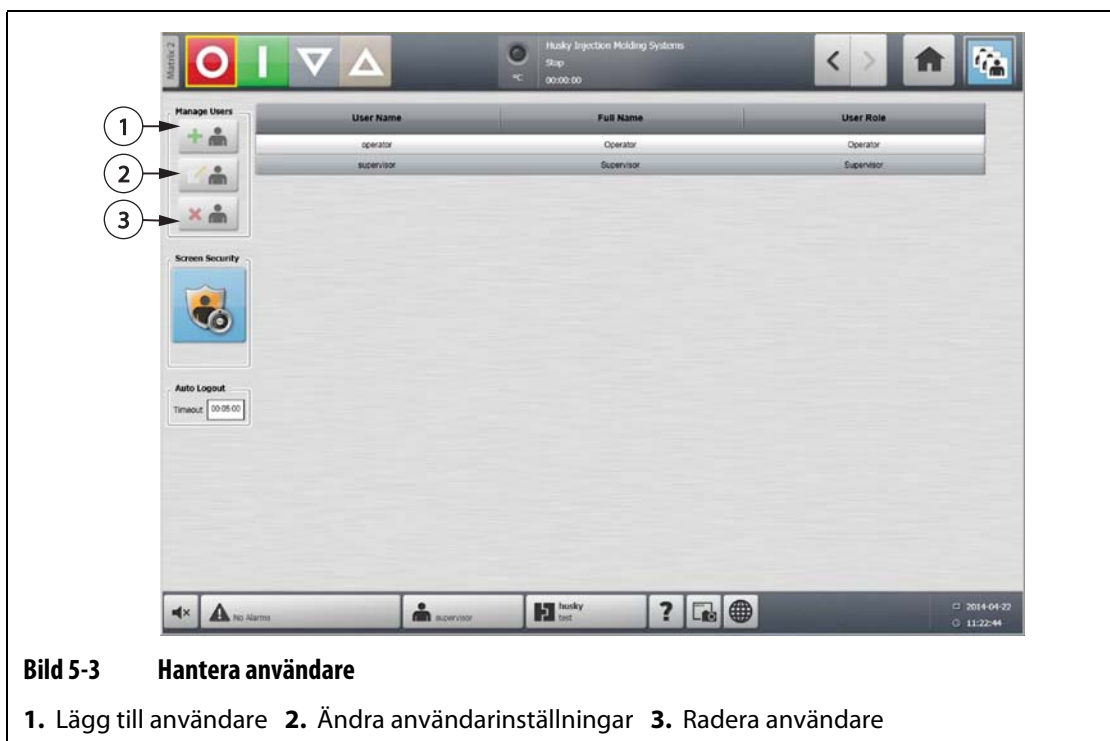 Matrix 2
Husky Injection Molding Systems
Stop
°C
00:00:00
Manage Users
User Name Full Name User Role
operator Operator Operator
supervisor Supervisor Supervisor
1
2
3
Screen Security
Auto Logout
Timeout 00:05:00
No Alarms
supervisor
husky
test
?
2014-04-22
11:22:44
Bild 5-3 Hantera användare
1. Lägg till användare 2. Ändra användarinställningar 3. Radera användare